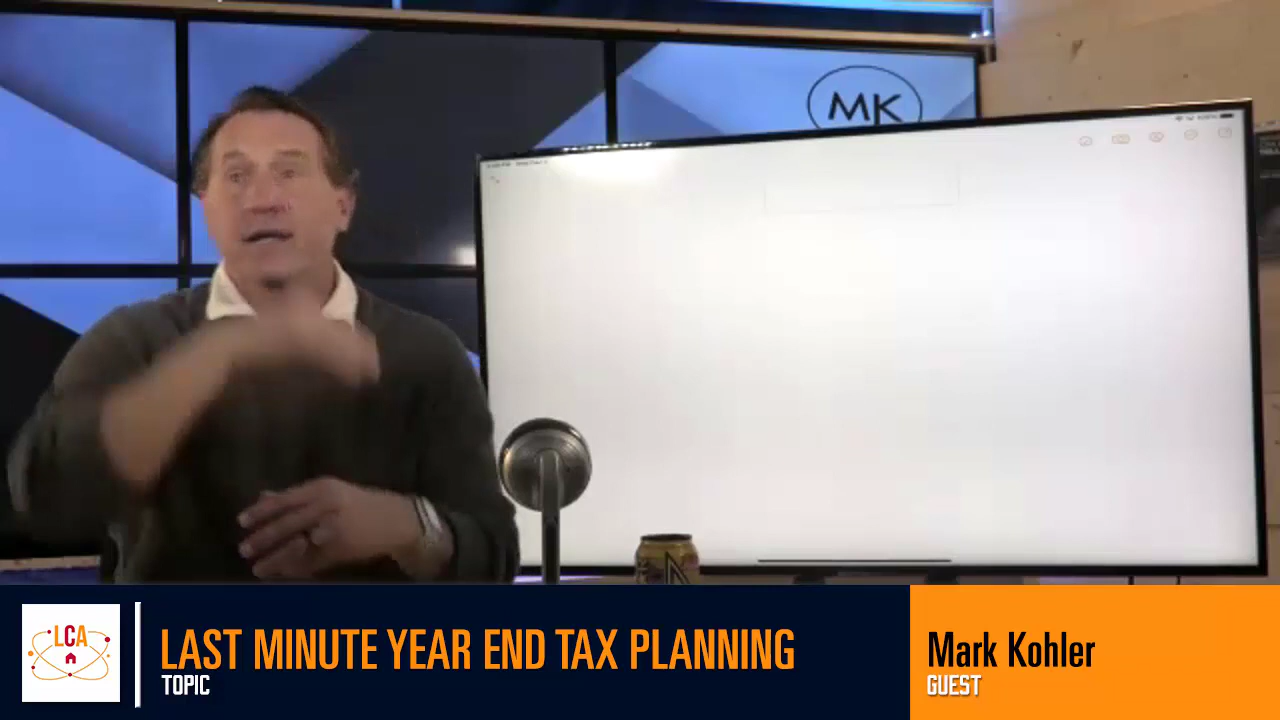 MK
LCA
LAST MINUTE YEAR END TAX PLANNING
TOPIC
Mark Kohler
GUEST